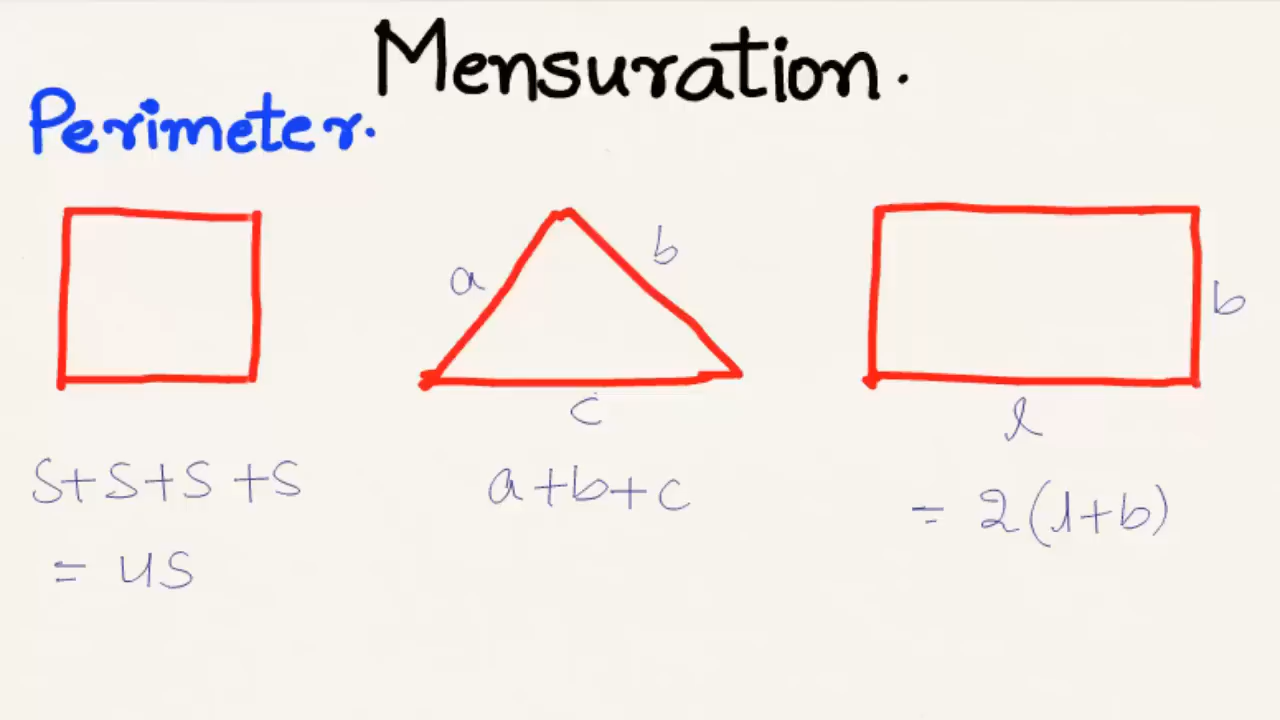 Mensuration.
Perimeter.
a
b
b
c
l
S+S+S+S
a+b+c
= 2(l+b)
= 4S